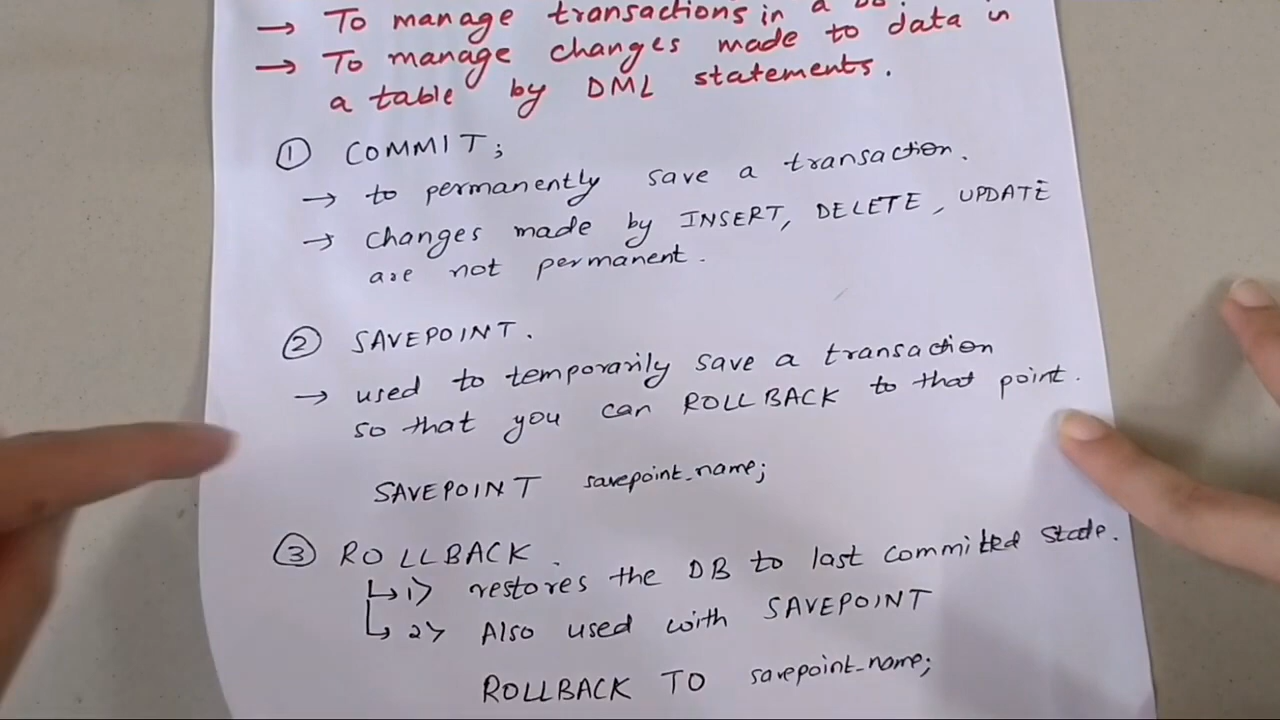 → To manage transactions in a
→ To manage changes made to data in
a table by DML statements.
① COMMIT;
→ to permanently save a transaction.
→ changes made by INSERT, DELETE, UPDATE
are not permanent.
② SAVEPOINT.
→ used to temporarily save a transaction
so that you can ROLLBACK to that point.
SAVEPOINT savepoint_name;
③ ROLLBACK.
↳ 1> restores the DB to last committed state.
↳ 2> Also used with SAVEPOINT
ROLLBACK TO savepoint_name;